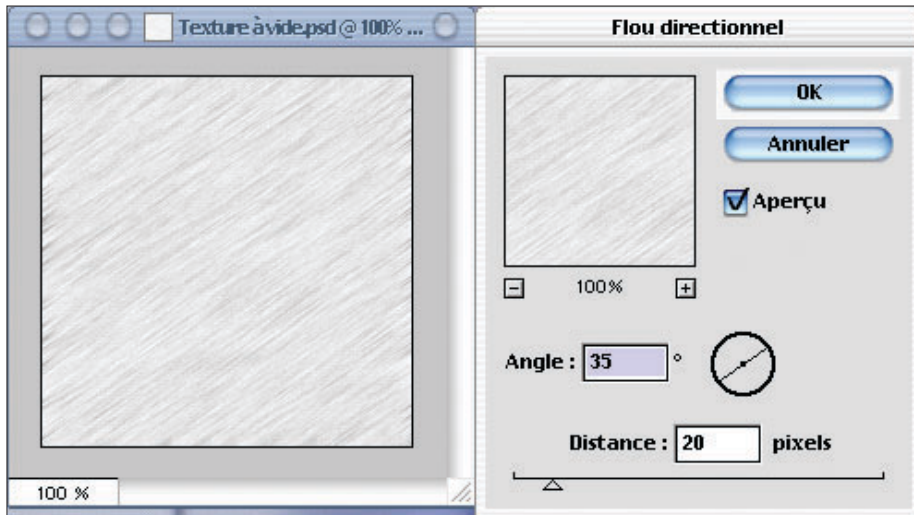 Texture à vide.psd @ 100% ...
Flou directionnel
OK
Annuler
Aperçu
100%
Angle : 35 °
Distance : 20 pixels
100 %